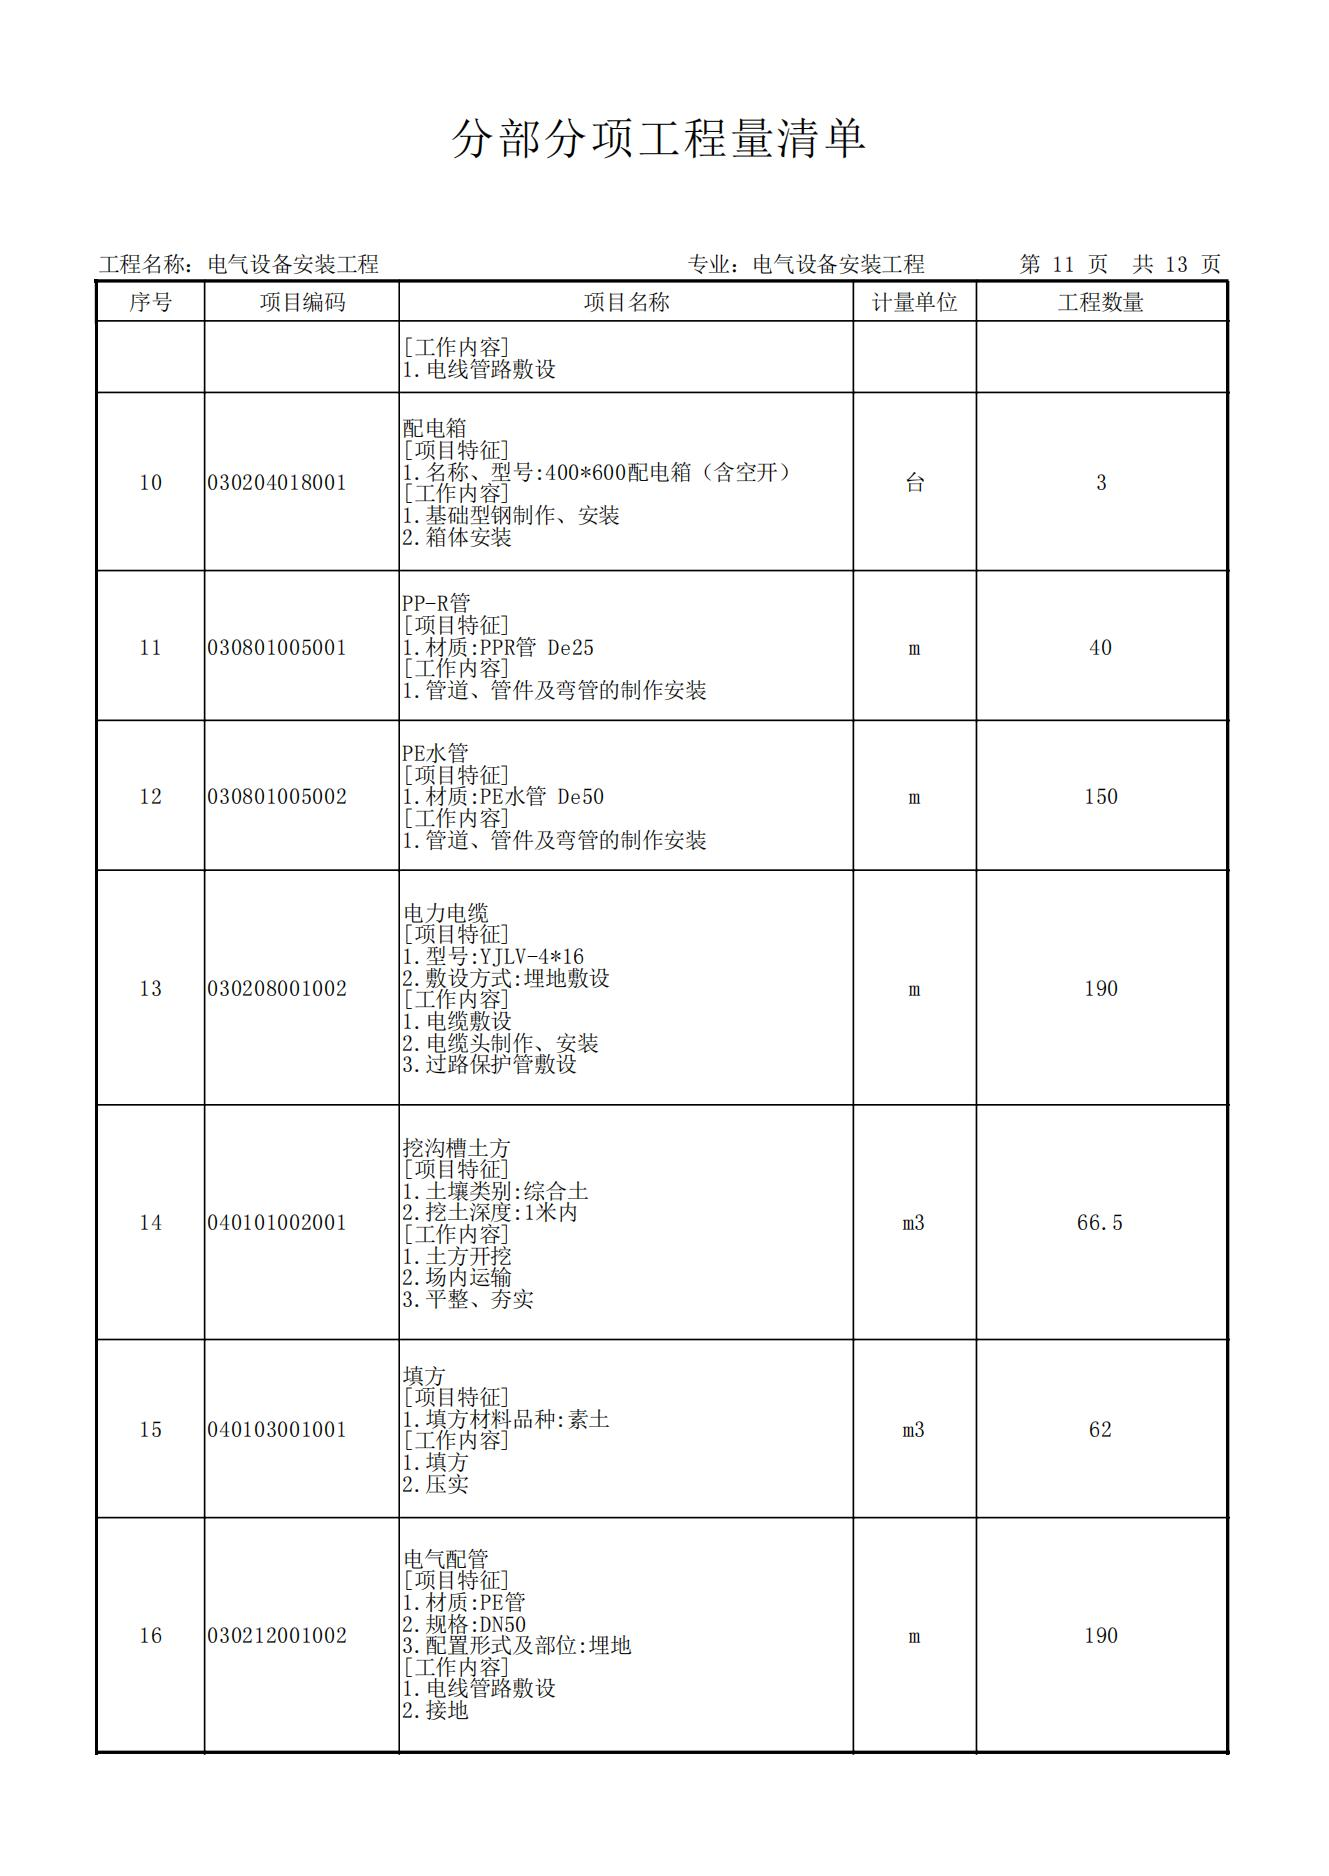 分部分项工程量清单
工程名称：电气设备安装工程 专业：电气设备安装工程 第 11 页 共 13 页
序号 项目编码 项目名称 计量单位 工程数量
[工作内容]
1.电线管路敷设
配电箱
[项目特征]
1.名称、型号:400*600配电箱（含空开）
[工作内容]
1.基础型钢制作、安装
2.箱体安装
10 030204018001 台 3
PP-R管
[项目特征]
1.材质:PPR管 De25
[工作内容]
1.管道、管件及弯管的制作安装
11 030801005001 m 40
PE水管
[项目特征]
1.材质:PE水管 De50
[工作内容]
1.管道、管件及弯管的制作安装
12 030801005002 m 150
电力电缆
[项目特征]
1.型号:YJLV-4*16
2.敷设方式:埋地敷设
[工作内容]
1.电缆敷设
2.电缆头制作、安装
3.过路保护管敷设
13 030208001002 m 190
挖沟槽土方
[项目特征]
1.土壤类别:综合土
2.挖土深度:1米内
[工作内容]
1.土方开挖
2.场内运输
3.平整、夯实
14 040101002001 m3 66.5
填方
[项目特征]
1.填方材料品种:素土
[工作内容]
1.填方
2.压实
15 040103001001 m3 62
电气配管
[项目特征]
1.材质:PE管
2.规格:DN50
3.配置形式及部位:埋地
[工作内容]
1.电线管路敷设
2.接地
16 030212001002 m 190